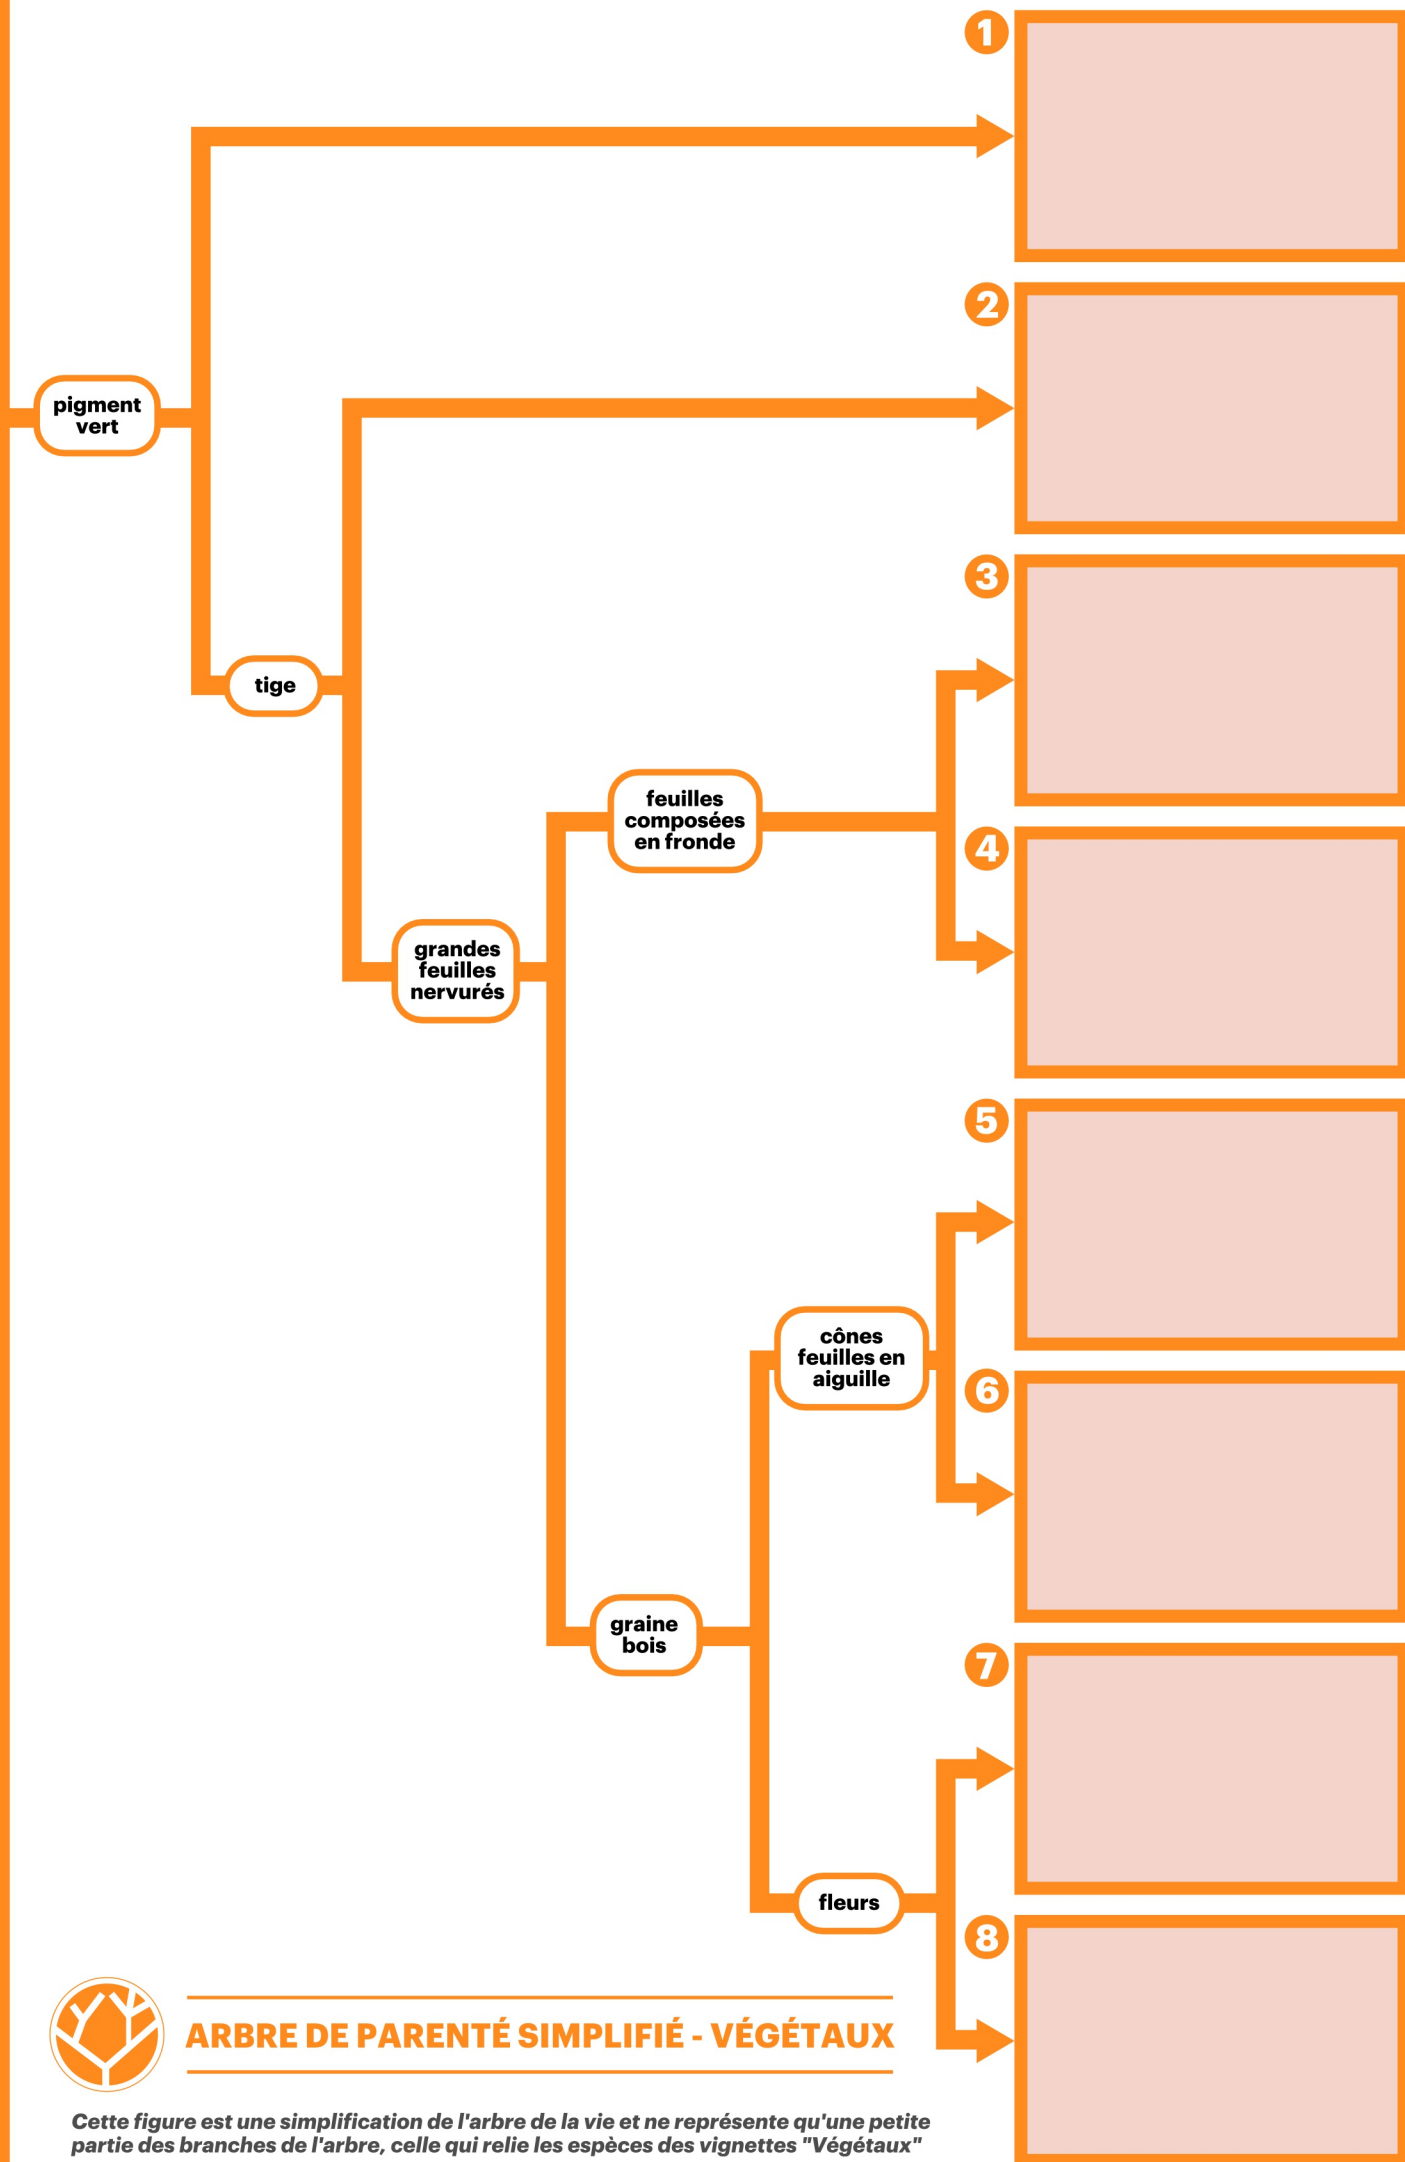 1
2
pigment
vert
3
tige
feuilles
composées
en fronde
4
grandes
feuilles
nervurés
5
cônes
feuilles en
aiguille
6
graine
bois
7
fleurs
8
ARBRE DE PARENTÉ SIMPLIFIÉ - VÉGÉTAUX
Cette figure est une simplification de l'arbre de la vie et ne représente qu'une petite
partie des branches de l'arbre, celle qui relie les espèces des vignettes "Végétaux"